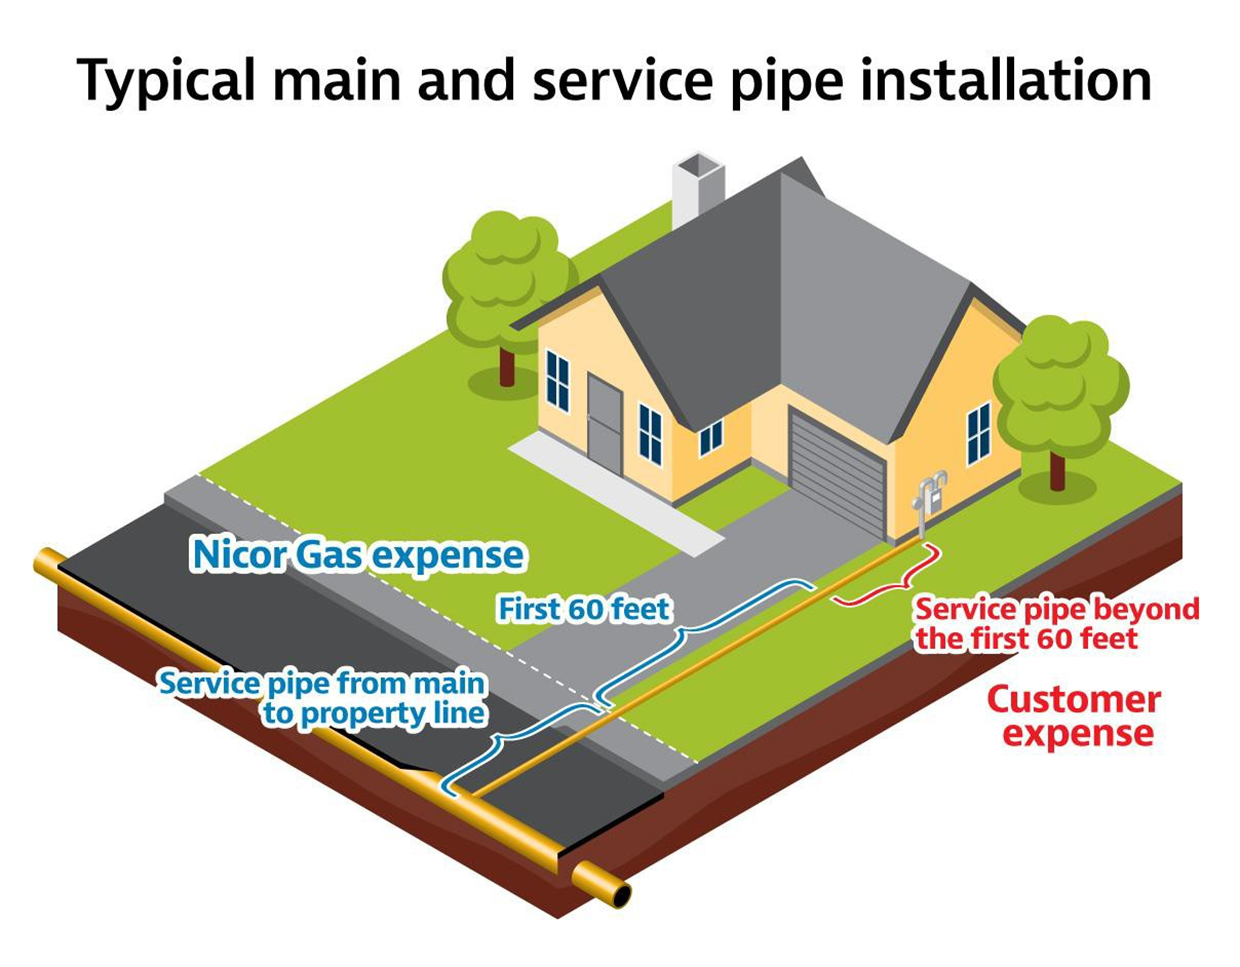 Typical main and service pipe installation
Nicor Gas expense
First 60 feet
Service pipe from main
to property line
Service pipe beyond
the first 60 feet
Customer
expense